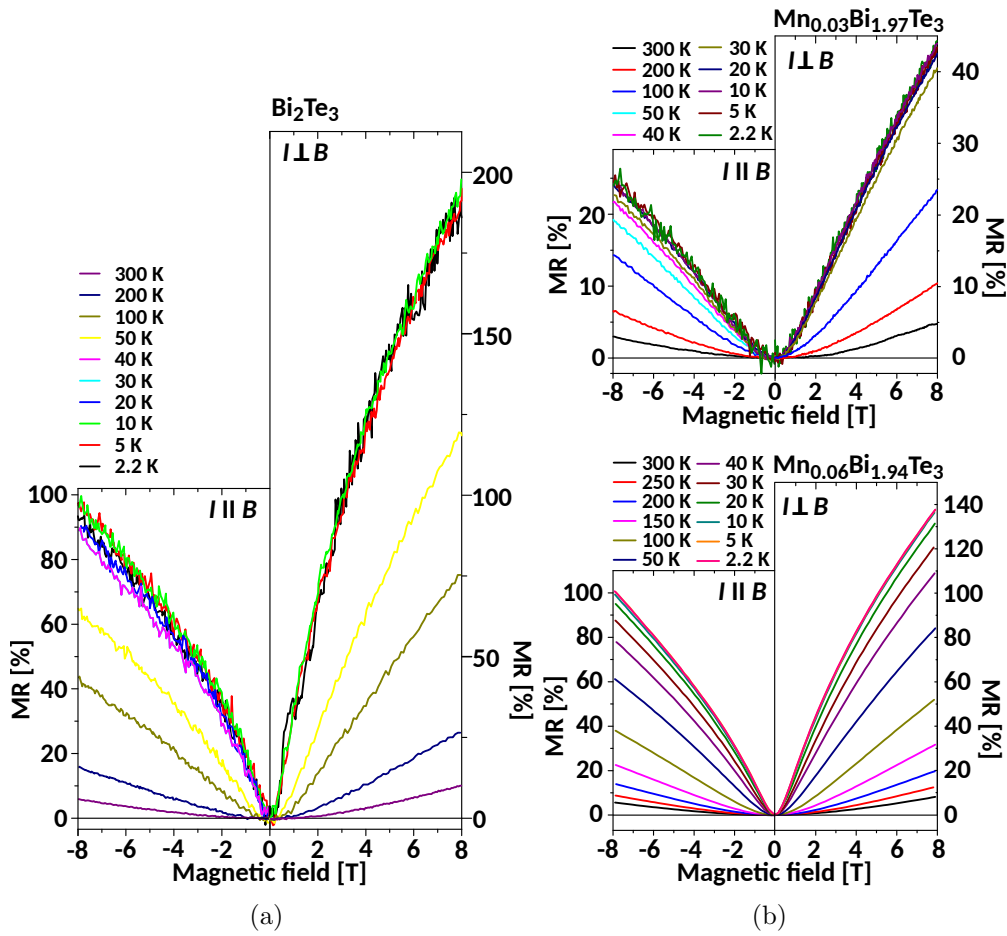 Bi2Te3
I⊥B
200
150
100
50
0
MR [%]
300 K
200 K
100 K
50 K
40 K
30 K
20 K
10 K
5 K
2.2 K
I || B
100
80
60
40
20
0
MR [%]
-8 -6 -4 -2 0 2 4 6 8
Magnetic field [T]
(a)
Mn0.03Bi1.97Te3
300 K 30 K
200 K 20 K
100 K 10 K
50 K 5 K
40 K 2.2 K
I⊥B
I || B
20
10
0
MR [%]
40
30
20
10
0
MR [%]
-8 -6 -4 -2 0 2 4 6 8
Magnetic field [T]
Mn0.06Bi1.94Te3
300 K 40 K
250 K 30 K
200 K 20 K
150 K 10 K
100 K 5 K
50 K 2.2 K
I⊥B
I || B
100
80
60
40
20
0
MR [%]
140
120
100
80
60
40
20
0
MR [%]
-8 -6 -4 -2 0 2 4 6 8
Magnetic field [T]
(b)